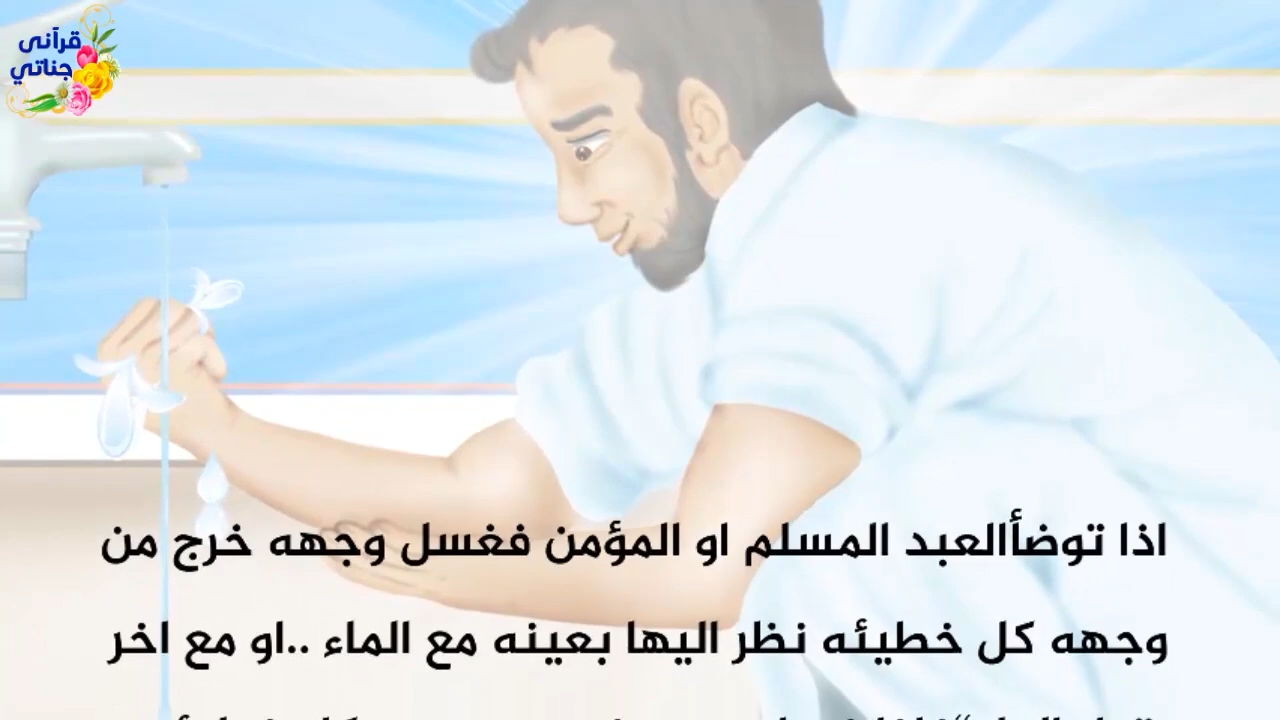 قرآنى
جناتي
اذا توضأالعبد المسلم او المؤمن فغسل وجهه خرج من
وجهه كل خطيئه نظر اليها بعينه مع الماء ..او مع اخر